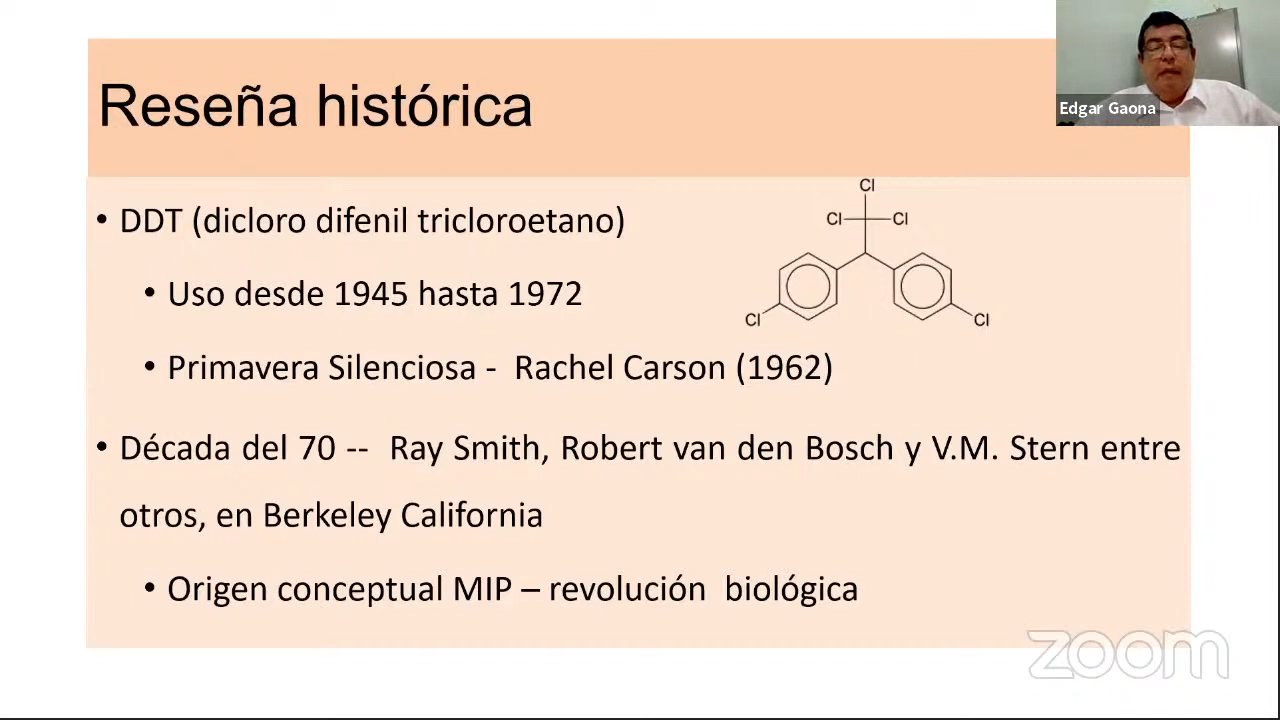 Reseña histórica
Edgar Gaona
• DDT (dicloro difenil tricloroetano)
• Uso desde 1945 hasta 1972
• Primavera Silenciosa - Rachel Carson (1962)
Cl
Cl
Cl
Cl
Cl
• Década del 70 -- Ray Smith, Robert van den Bosch y V.M. Stern entre
otros, en Berkeley California
• Origen conceptual MIP – revolución biológica
zoom